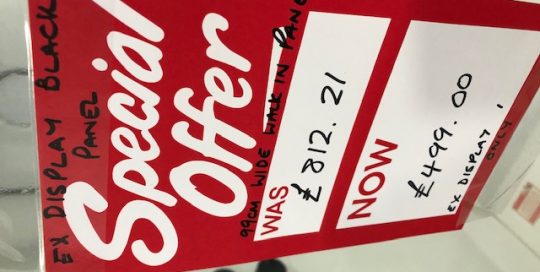 EX DISPLAY BLACK
PANEL
Special
Offer
99CM WIDE WALK IN PANEL
WAS
£812.21
NOW
£499.00
EX DISPLAY
ONLY!